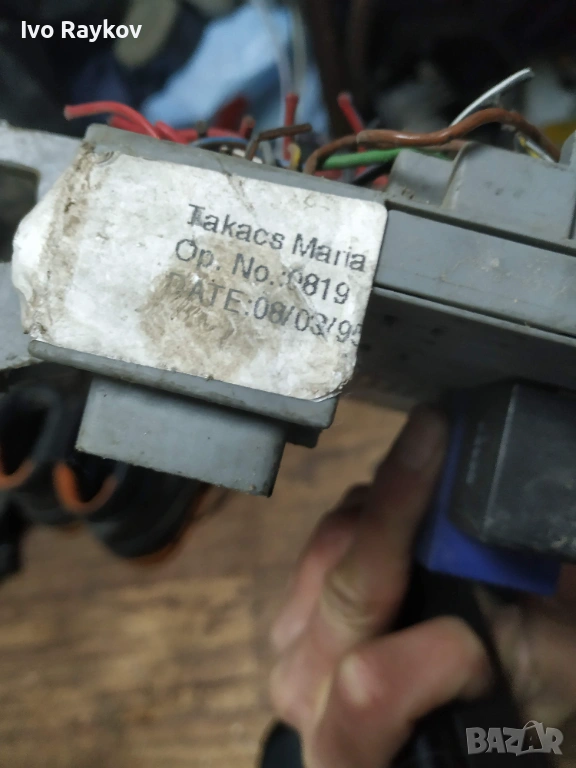 Ivo Raykov
Takacs Maria
Op. No.:0819
DATE:08/03/95
BAZAR